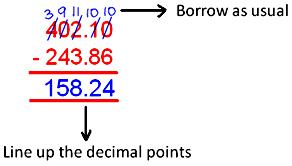 3 9 11 10 10 Borrow as usual
402.10
- 243.86
158.24
Line up the decimal points